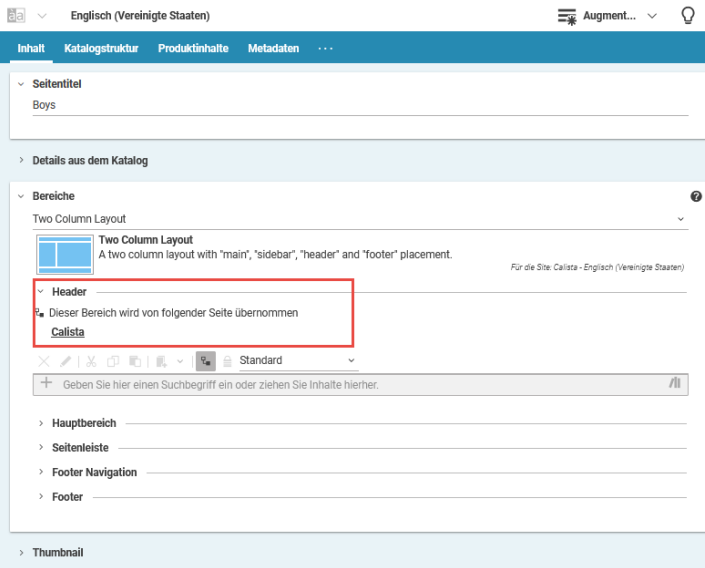 Englisch (Vereinigte Staaten) Augment...
Inhalt Katalogstruktur Produktinhalte Metadaten ···
Seitentitel
Boys
Details aus dem Katalog
Bereiche
Two Column Layout
Two Column Layout
A two column layout with "main", "sidebar", "header" and "footer" placement.
Für die Site: Calista - Englisch (Vereinigte Staaten)
Header
Dieser Bereich wird von folgender Seite übernommen
Calista
Standard
Geben Sie hier einen Suchbegriff ein oder ziehen Sie Inhalte hierher.
Hauptbereich
Seitenleiste
Footer Navigation
Footer
Thumbnail